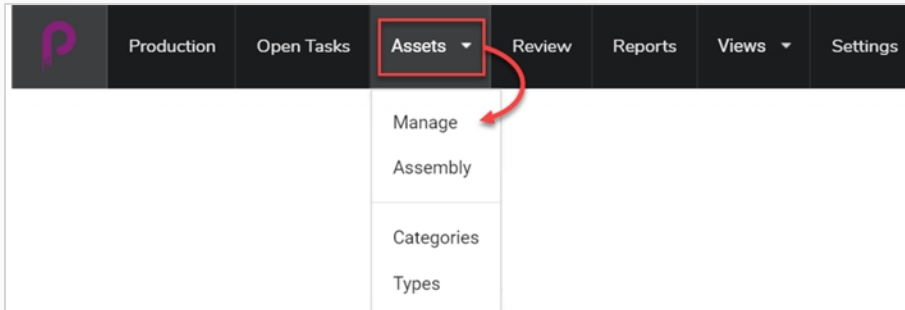 Production Open Tasks Assets Review Reports Views Settings
Manage
Assembly
Categories
Types